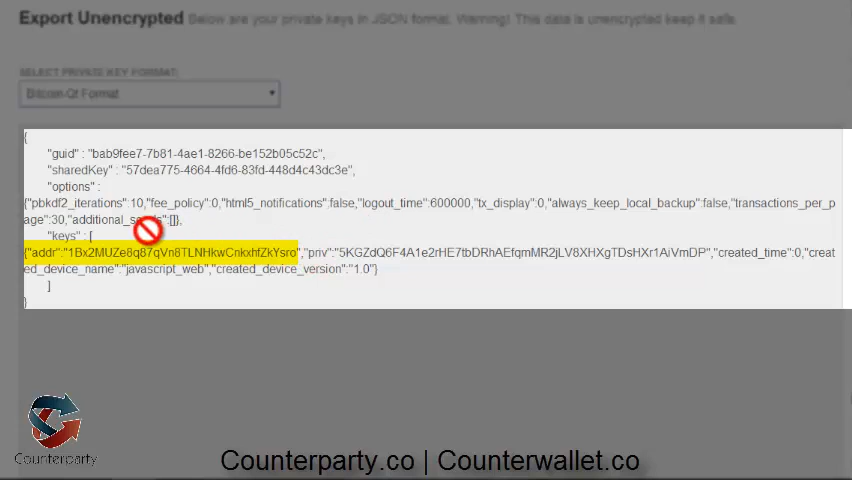 Export Unencrypted Below are your private keys in JSON format. Warning! This data is unencrypted keep it safe.
SELECT PRIVATE KEY FORMAT:
Bitcoin-Qt Format
{
"guid" : "bab9fee7-7b81-4ae1-8266-be152b05c52c",
"sharedKey" : "57dea775-4664-4fd6-83fd-448d4c43dc3e",
"options" :
{"pbkdf2_iterations":10,"fee_policy":0,"html5_notifications":false,"logout_time":600000,"tx_display":0,"always_keep_local_backup":false,"transactions_per_p
age":30,
"keys" : [
{"addr":"1Bx2MUZe8q87qVn8TLNHkwCnkxhfZkYsro","priv":"5KGZdQ6F4A1e2rHE7tbDRhAEfqmMR2jLV8XHXgTDsHXr1AiVmDP","created_time":0,"creat
ed_device_name":"javascript_web","created_device_version":"1.0"}
]
}
Counterparty
Counterparty.co | Counterwallet.co